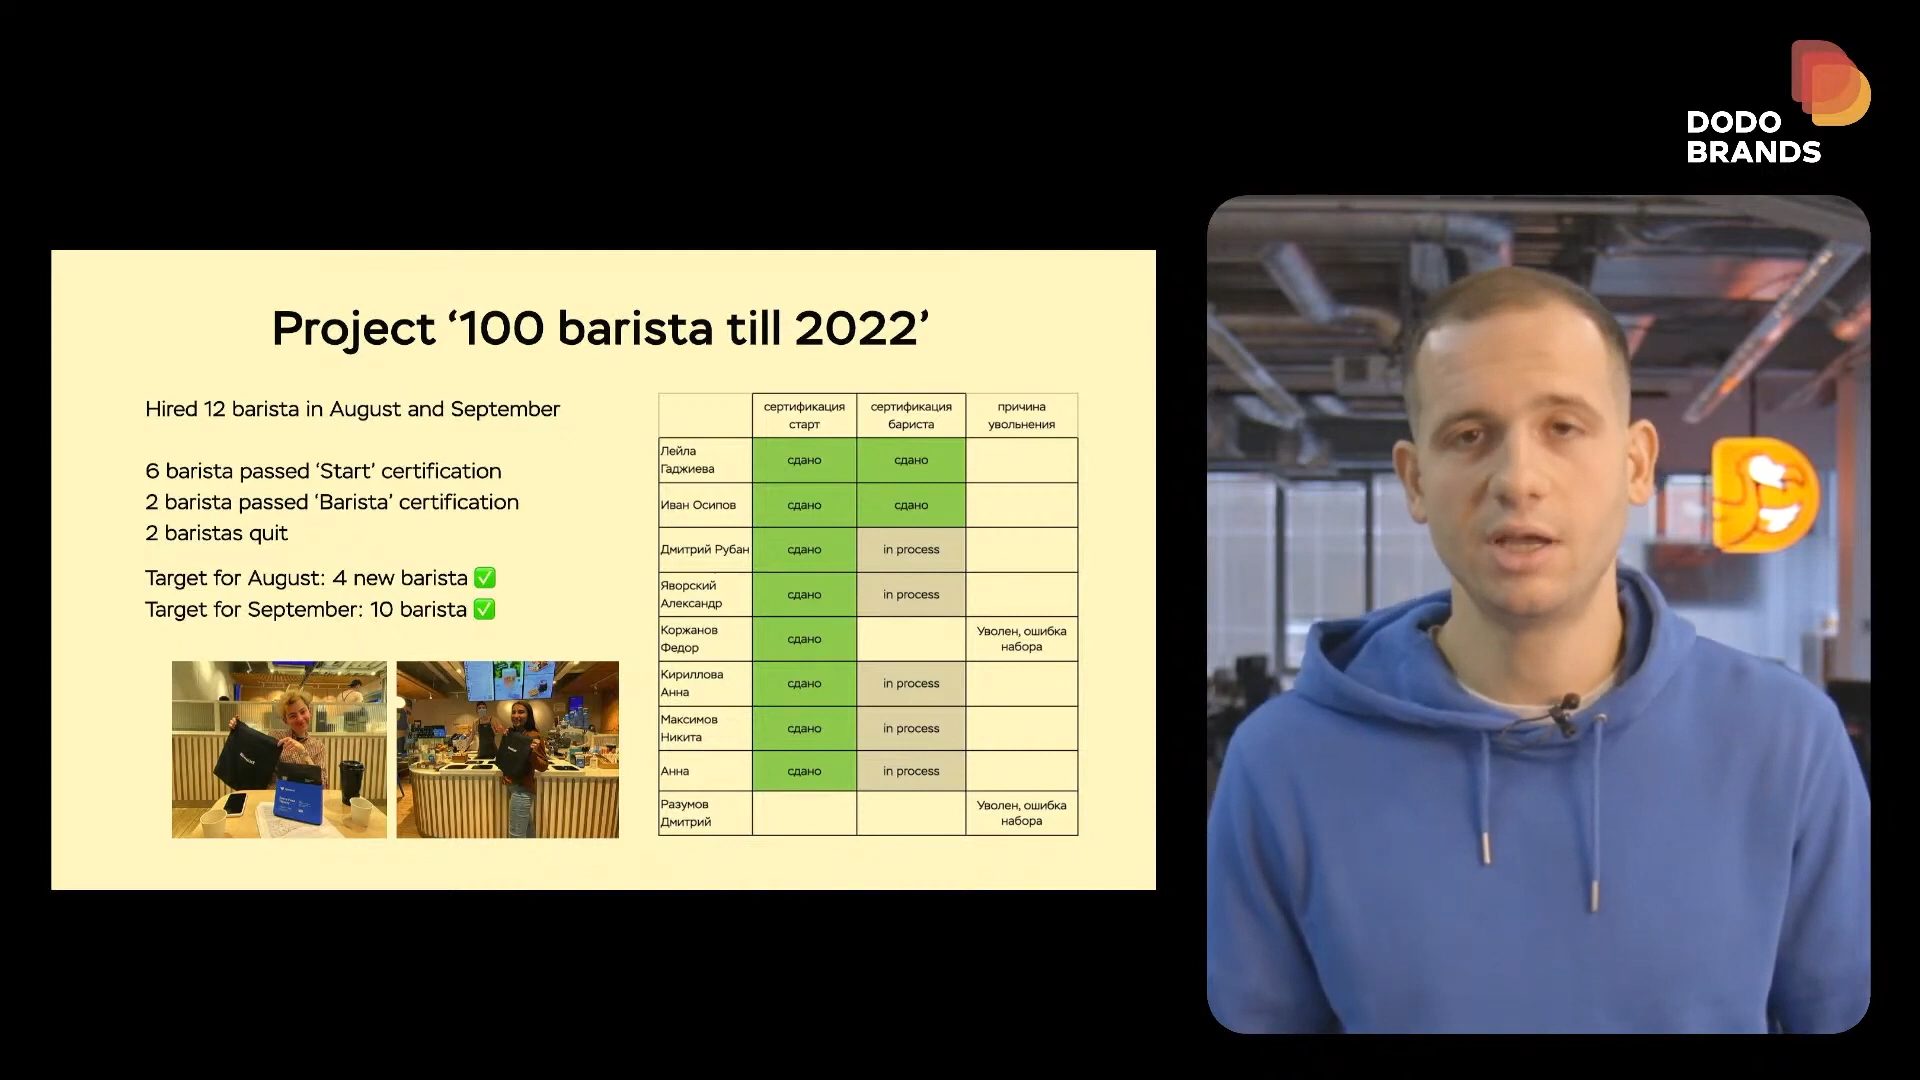 DODO
BRANDS
Project ‘100 barista till 2022’
Hired 12 barista in August and September
6 barista passed ‘Start’ certification
2 barista passed ‘Barista’ certification
2 baristas quit
Target for August: 4 new barista ✅
Target for September: 10 barista ✅
сертификация
старт
сертификация
бариста
причина
увольнения
Лейла
Гаджиева
сдано
сдано
Иван Осипов
сдано
сдано
Дмитрий Рубан
сдано
in process
Яворский
Александр
сдано
in process
Коржанов
Федор
сдано
Уволен, ошибка
набора
Кириллова
Анна
сдано
in process
Максимов
Никита
сдано
in process
Анна
сдано
in process
Разумов
Дмитрий
Уволен, ошибка
набора